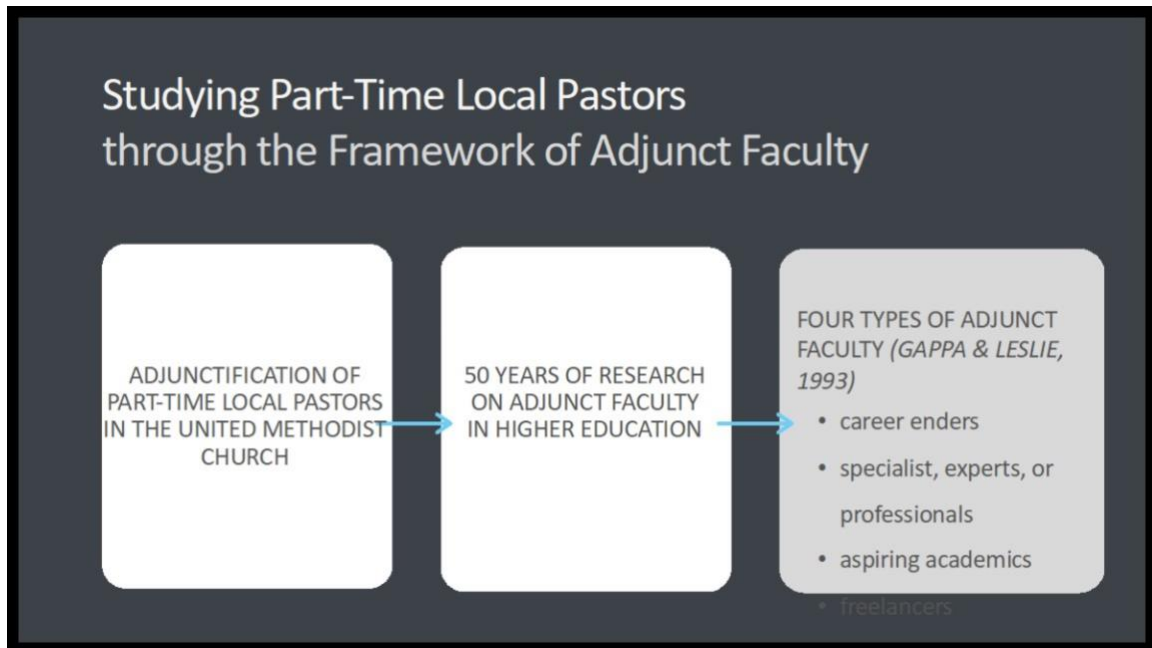 Studying Part-Time Local Pastors
through the Framework of Adjunct Faculty
ADJUNCTIFICATION OF
PART-TIME LOCAL PASTORS
IN THE UNITED METHODIST
CHURCH
50 YEARS OF RESEARCH
ON ADJUNCT FACULTY
IN HIGHER EDUCATION
FOUR TYPES OF ADJUNCT
FACULTY (GAPPA & LESLIE,
1993)
• career enders
• specialist, experts, or
professionals
• aspiring academics
• freelancers